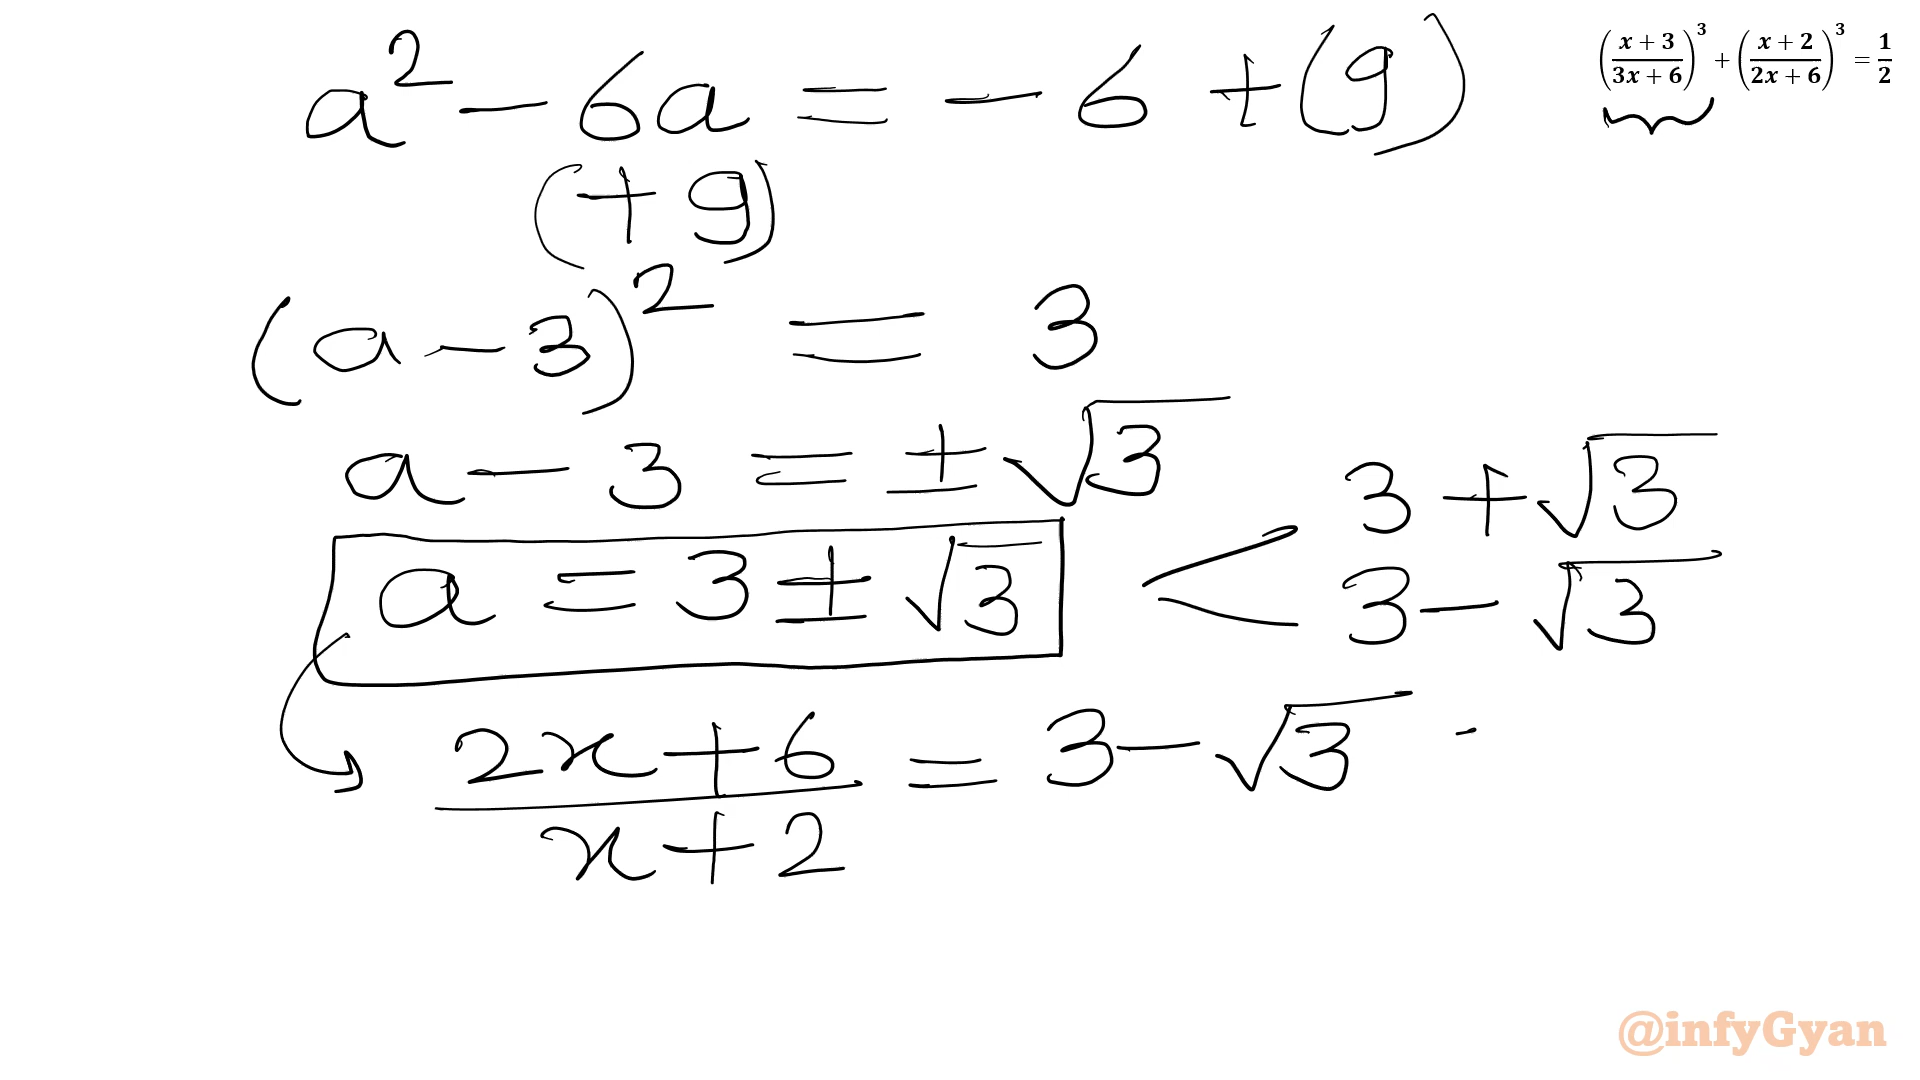 a² - 6a = - 6 + (9)
(+ 9)
(x + 3 / 3x + 6)³ + (x + 2 / 2x + 6)³ = 1/2
(a - 3)² = 3
a - 3 = ± √3
a = 3 ± √3 < 3 + √3
3 - √3
2x + 6 / x + 2 = 3 - √3 -
@infyGyan